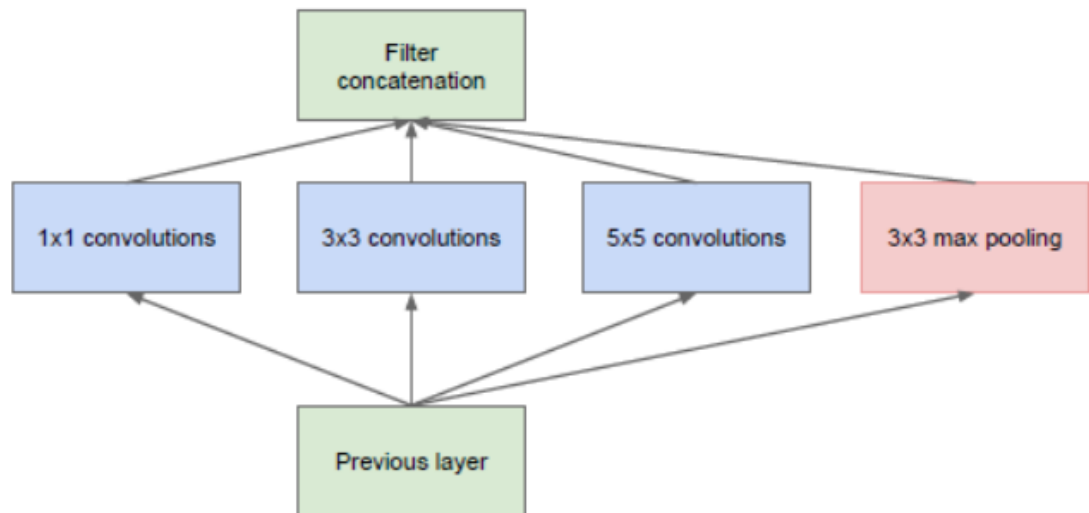 Filter
concatenation
1x1 convolutions
3x3 convolutions
5x5 convolutions
3x3 max pooling
Previous layer